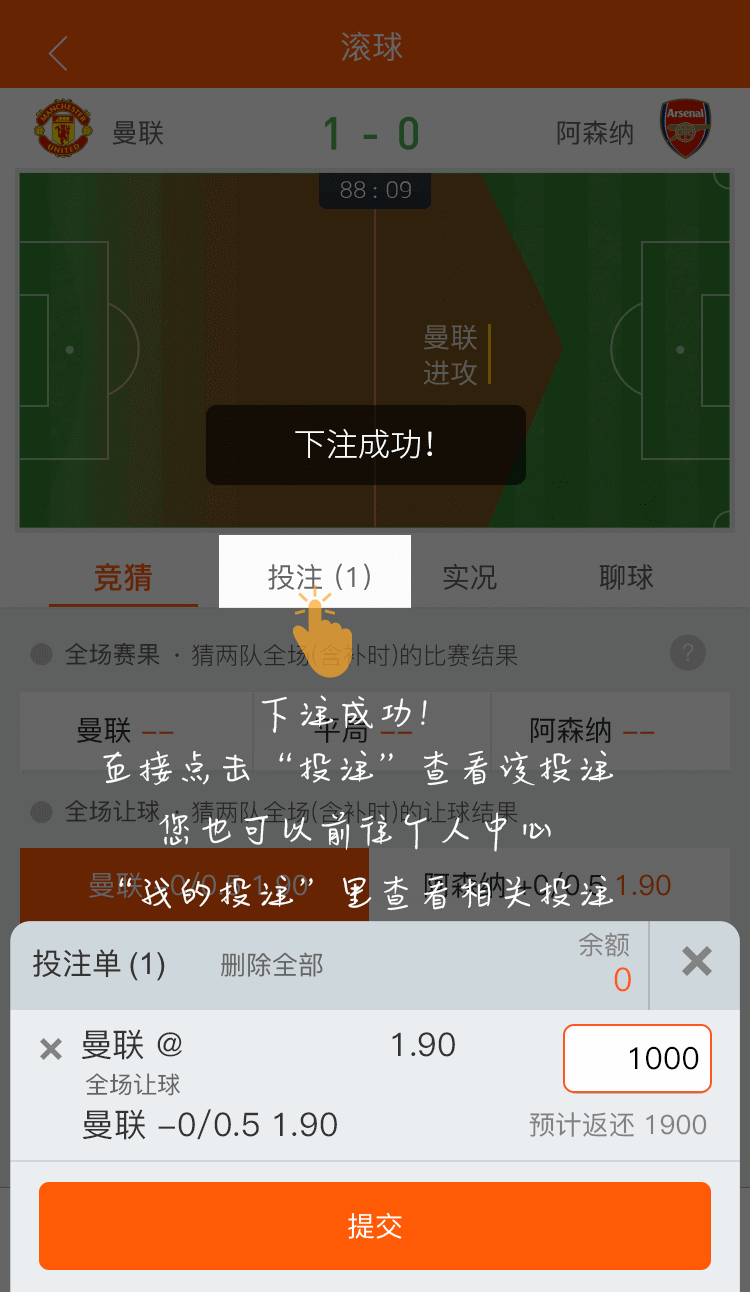 滚球
MANCHESTER
UNITED
曼联
1 - 0
阿森纳
Arsenal
88 : 09
曼联
进攻
下注成功!
竞猜
投注 (1)
实况
聊球
全场赛果 · 猜两队全场(含补时)的比赛结果
?
曼联 --
平局 --
阿森纳 --
下注成功!
直接点击“投注”查看该投注
全场让球 · 猜两队全场(含补时)的让球结果
您也可以前往个人中心
曼联 -0/0.5 1.90
阿森纳 +0/0.5 1.90
“我的投注”里查看相关投注
投注单 (1)
删除全部
余额
0
曼联 @
1.90
1000
全场让球
曼联 -0/0.5 1.90
预计返还 1900
提交